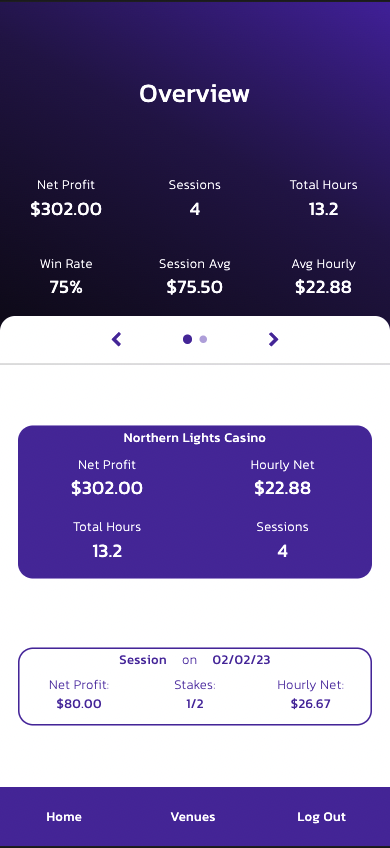 Overview
Net Profit Sessions Total Hours
$302.00 4 13.2
Win Rate Session Avg Avg Hourly
75% $75.50 $22.88
Northern Lights Casino
Net Profit Hourly Net
$302.00 $22.88
Total Hours Sessions
13.2 4
Session on 02/02/23
Net Profit: Stakes: Hourly Net:
$80.00 1/2 $26.67
Home Venues Log Out